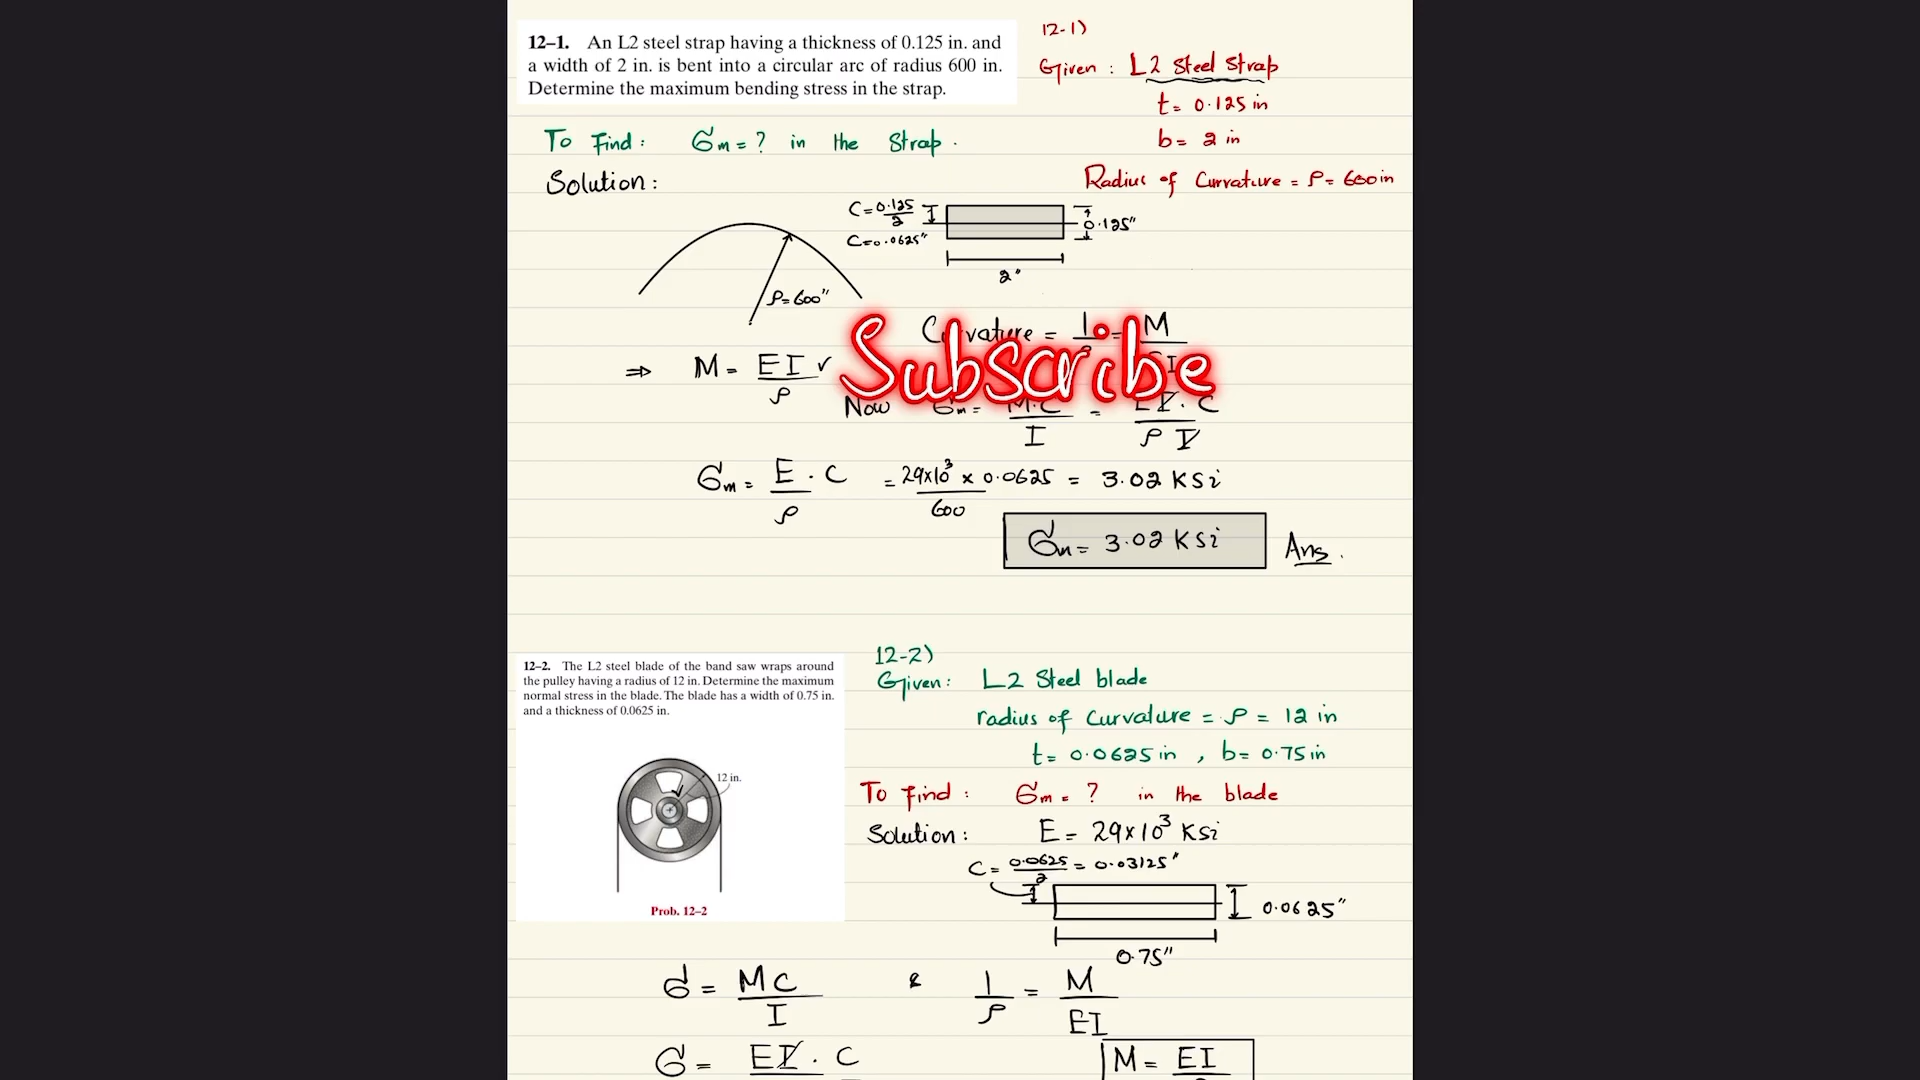 12–1. An L2 steel strap having a thickness of 0.125 in. and
a width of 2 in. is bent into a circular arc of radius 600 in.
Determine the maximum bending stress in the strap.
12-1)
Given : L2 Steel Strap
t= 0.125 in
b= 2 in
Radius of Curvature = ρ= 600in
To Find: σm=? in the Strap.
Solution:
C=0.125/2
C=0.0625"
0.125"
2"
ρ=600"
Curvature = 1/ρ = M/EI
⇒ M = EI/ρ ✓
Subscribe
Now σm= M·C/I = EI·C/ρI
σm= E/ρ · C = 29x10³ x 0.0625/600 = 3.02 KSi
σm= 3.02 KSi Ans.
12–2. The L2 steel blade of the band saw wraps around
the pulley having a radius of 12 in. Determine the maximum
normal stress in the blade. The blade has a width of 0.75 in.
and a thickness of 0.0625 in.
12 in.
Prob. 12–2
12-2)
Given: L2 Steel blade
radius of Curvature = ρ = 12 in
t= 0.0625 in , b= 0.75 in
To find : σm = ? in the blade
Solution: E= 29x10³ KSi
C= 0.0625/2 = 0.03125"
0.0625"
0.75"
σ = MC/I & 1/ρ = M/EI
σ = EI · C
M= EI